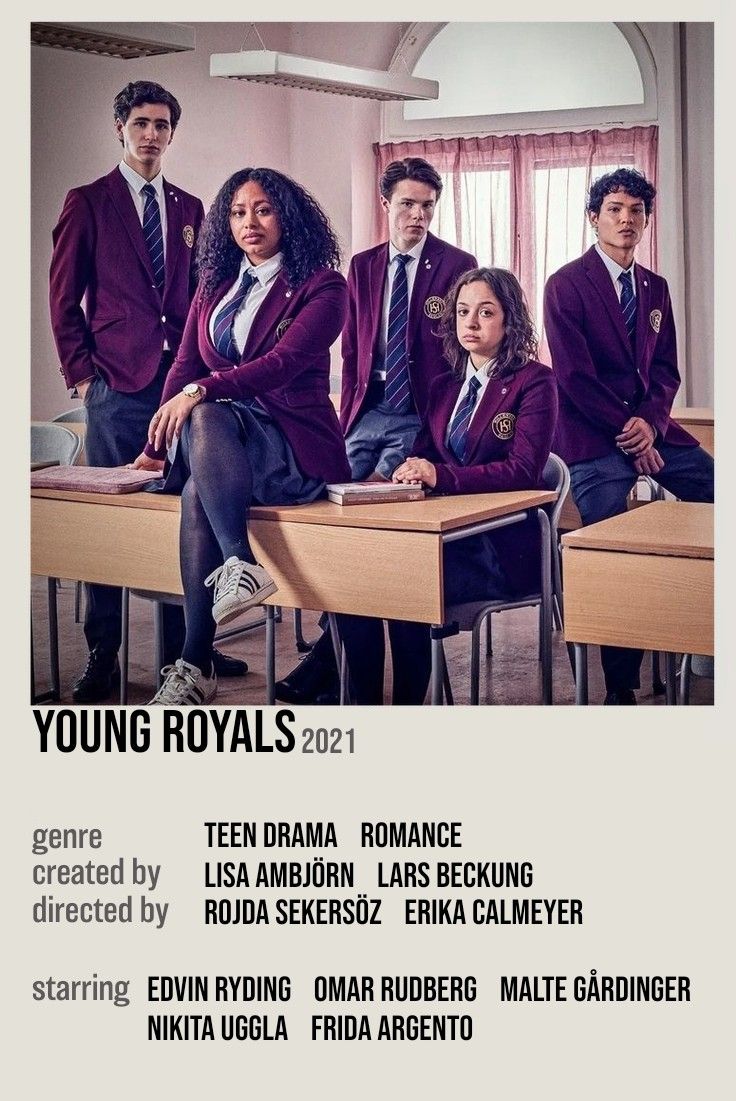 YOUNG ROYALS 2021
genre TEEN DRAMA ROMANCE
created by LISA AMBJÖRN LARS BECKUNG
directed by ROJDA SEKERSÖZ ERIKA CALMEYER
starring EDVIN RYDING OMAR RUDBERG MALTE GÅRDINGER
NIKITA UGGLA FRIDA ARGENTO